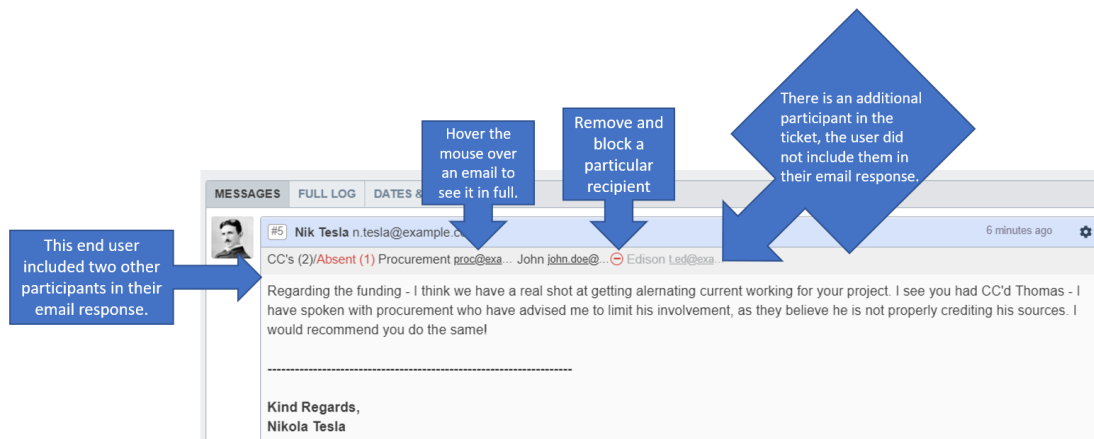 There is an additional
participant in the
ticket, the user did
not include them in
their email response.
Hover the
mouse over
an email to
see it in full.
Remove and
block a
particular
recipient
MESSAGES FULL LOG DATES &
This end user
included two other
participants in their
email response.
#5 Nik Tesla n.tesla@example.c
6 minutes ago
CC's (2)/Absent (1) Procurement proc@exa... John john.doe@... Edison t.ed@exa...
Regarding the funding - I think we have a real shot at getting alernating current working for your project. I see you had CC'd Thomas - I
have spoken with procurement who have advised me to limit his involvement, as they believe he is not properly crediting his sources. I
would recommend you do the same!
--------------------------------------------------------------------
Kind Regards,
Nikola Tesla